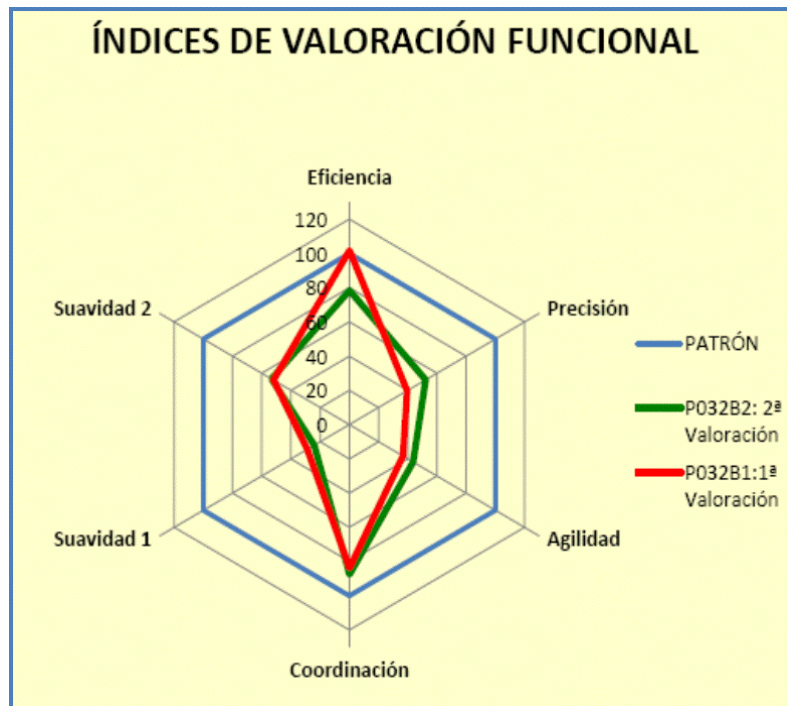 ÍNDICES DE VALORACIÓN FUNCIONAL
Eficiencia
120
100
80
60
40
20
0
Suavidad 2
Precisión
Suavidad 1
Agilidad
Coordinación
PATRÓN
P032B2: 2ª
Valoración
P032B1:1ª
Valoración